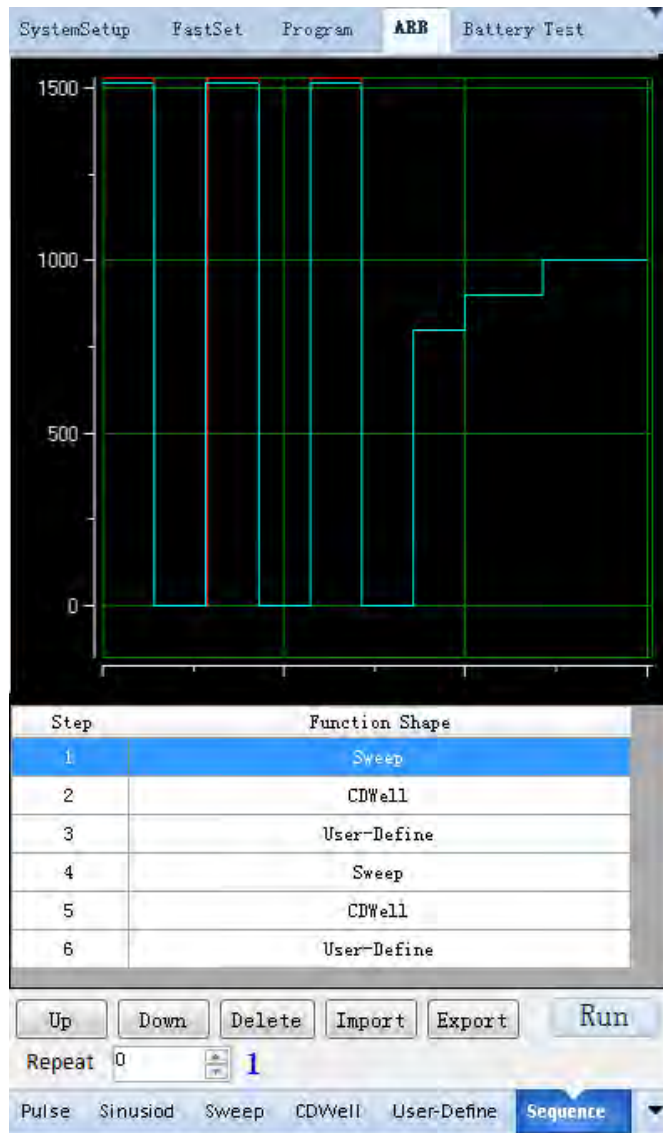 SystemSetup FastSet Program ARB Battery Test
1500
1000
500
0
Step Function Shape
1 Sweep
2 CDWell
3 User-Define
4 Sweep
5 CDWell
6 User-Define
Up Down Delete Import Export Run
Repeat 0 1
Pulse Sinusiod Sweep CDWell User-Define Sequence